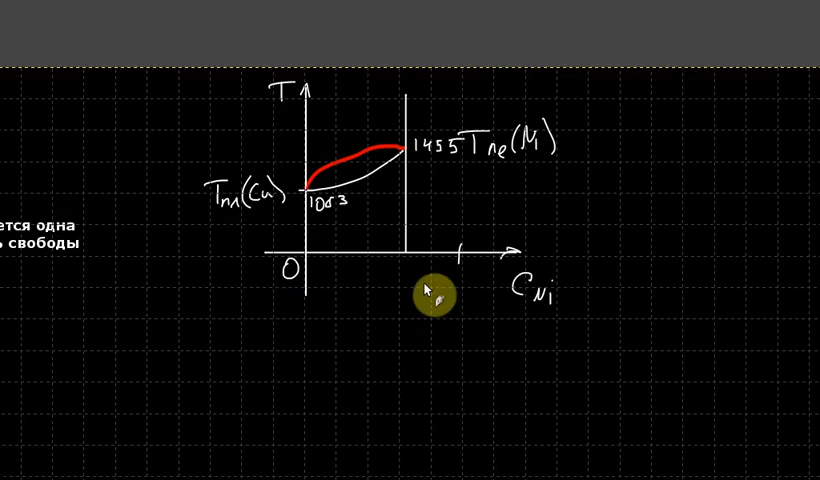 T
1455 Tпл(Ni)
Tпл(Cu)
1083
ется одна
ь свободы
0
CNi